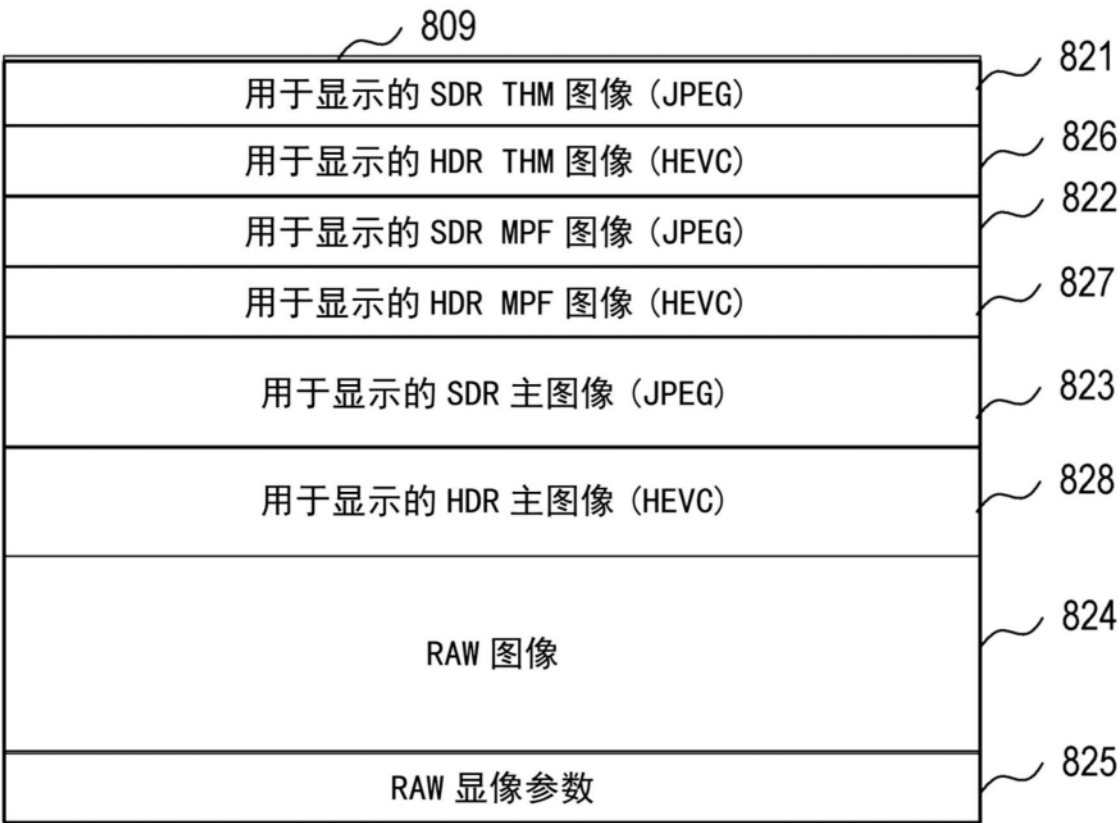 809
用于显示的 SDR THM 图像 (JPEG)
821
用于显示的 HDR THM 图像 (HEVC)
826
用于显示的 SDR MPF 图像 (JPEG)
822
用于显示的 HDR MPF 图像 (HEVC)
827
用于显示的 SDR 主图像 (JPEG)
823
用于显示的 HDR 主图像 (HEVC)
828
RAW 图像
824
RAW 显像参数
825